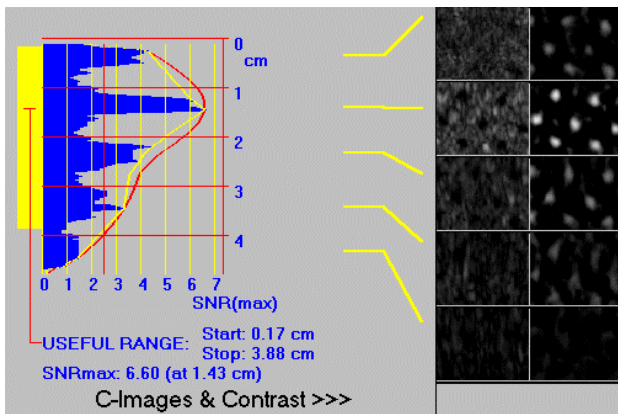 0
cm
1
2
3
4
0 1 2 3 4 5 6 7
SNR(max)
USEFUL RANGE: Start: 0.17 cm
Stop: 3.88 cm
SNRmax: 6.60 (at 1.43 cm)
C-Images & Contrast >>>